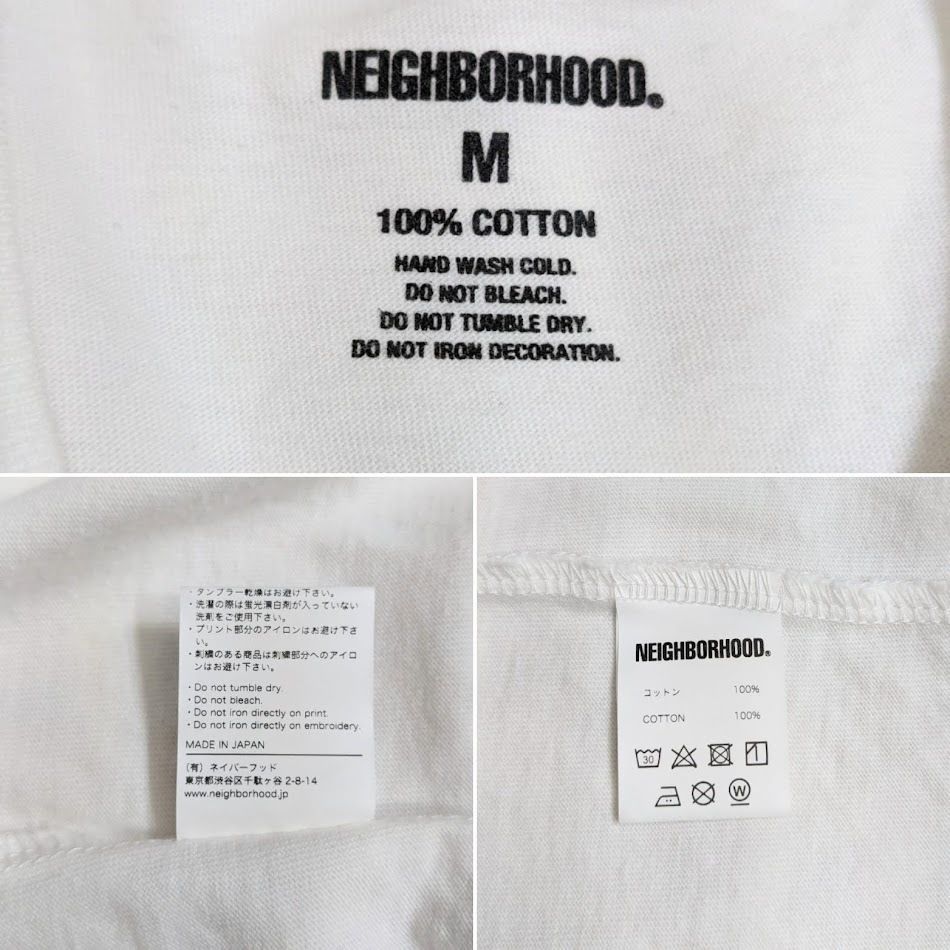 NEIGHBORHOOD®
M
100% COTTON
HAND WASH COLD.
DO NOT BLEACH.
DO NOT TUMBLE DRY.
DO NOT IRON DECORATION.
・タンブラー乾燥はお避け下さい。
・洗濯の際は蛍光漂白剤が入っていない
洗剤をご使用下さい。
・プリント部分のアイロンはお避け下さ
い。
・刺繍のある商品は刺繍部分へのアイロ
ンはお避け下さい。
・Do not tumble dry.
・Do not bleach.
・Do not iron directly on print.
・Do not iron directly on embroidery.
MADE IN JAPAN
（有）ネイバーフッド
東京都渋谷区千駄ヶ谷 2-8-14
www.neighborhood.jp
NEIGHBORHOOD®
コットン 100%
COTTON 100%
30
W